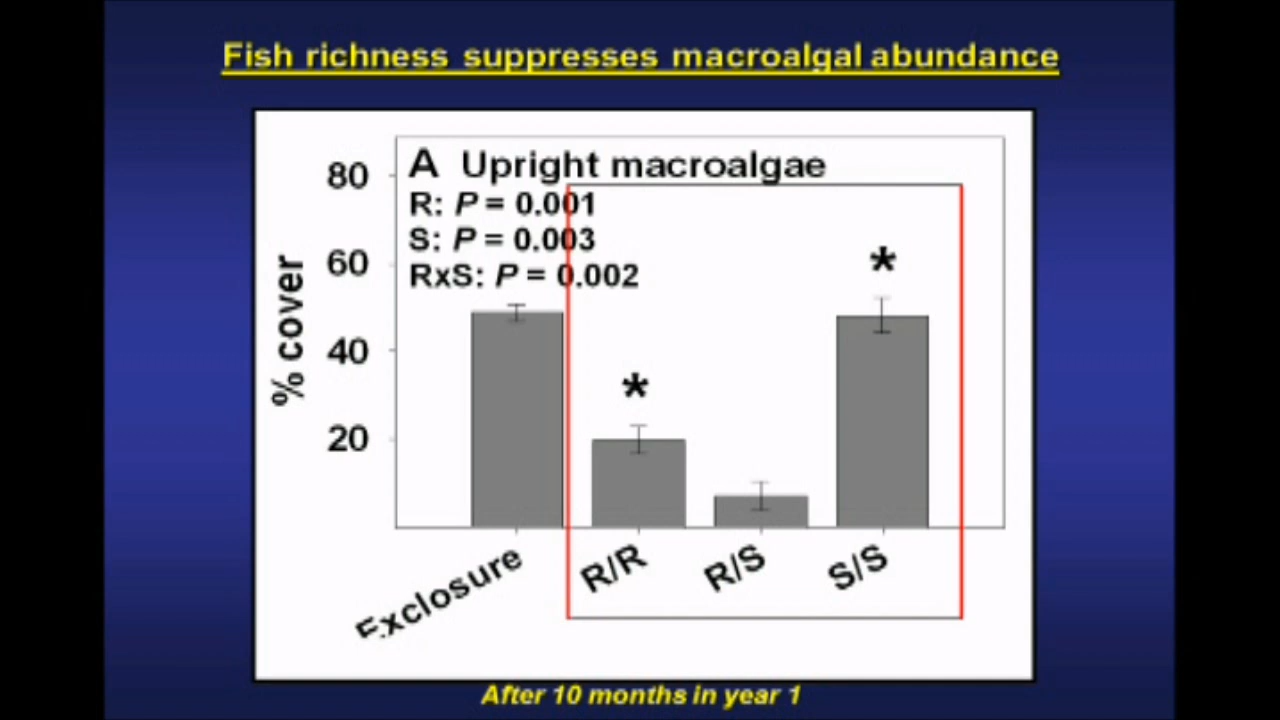 Fish richness suppresses macroalgal abundance
A Upright macroalgae
R: P = 0.001
S: P = 0.003
RxS: P = 0.002
80
60
40
20
% cover
*
*
Exclosure
R/R
R/S
S/S
After 10 months in year 1